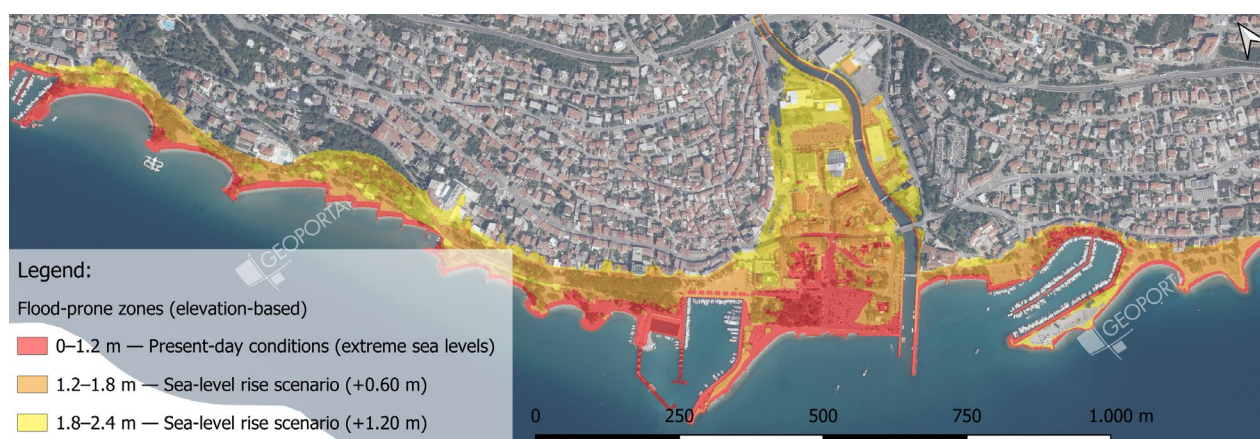 GEOPORTAL
GEOPORTAL
Legend:
Flood-prone zones (elevation-based)
0–1.2 m — Present-day conditions (extreme sea levels)
1.2–1.8 m — Sea-level rise scenario (+0.60 m)
1.8–2.4 m — Sea-level rise scenario (+1.20 m)
0 250 500 750 1.000 m